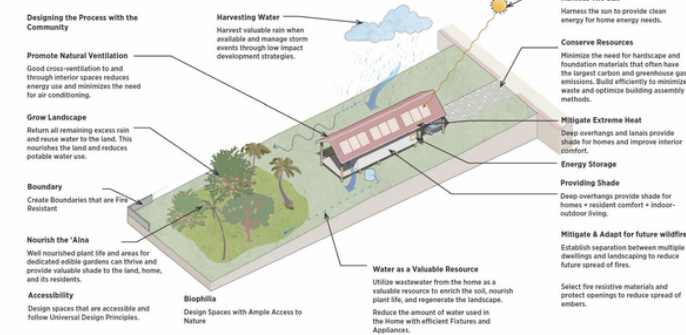 Designing the Process with the
Community
Promote Natural Ventilation
Good cross-ventilation to and
through interior spaces reduces
energy use and minimizes the need
for air conditioning.
Grow Landscape
Return all remaining excess rain
and reuse water to the land. This
nourishes the land and reduces
potable water use.
Boundary
Create Boundaries that are Fire
Resistant
Nourish the 'Aina
Well nourished plant life and areas for
dedicated edible gardens can thrive and
provide valuable shade to the land, home,
and its residents.
Accessibility
Design spaces that are accessible and
follow Universal Design Principles.
Harvesting Water
Harvest valuable rain when
available and manage storm
events through low impact
development strategies.
Biophilia
Design Spaces with Ample Access to
Nature
Water as a Valuable Resource
Utilize wastewater from the home as a
valuable resource to enrich the soil, nourish
plant life, and regenerate the landscape.
Reduce the amount of water used in
the Home with efficient Fixtures and
Appliances.
Harness the sun to provide clean
energy for home energy needs.
Conserve Resources
Minimize the need for hardscape and
foundation materials that often have
the largest carbon and greenhouse gas
emissions. Build efficiently to minimize
waste and optimize building assembly
methods.
Mitigate Extreme Heat
Deep overhangs and lanais provide
shade for homes and improve interior
comfort.
Energy Storage
Providing Shade
Deep overhangs provide shade for
homes + resident comfort + indoor-
outdoor living.
Mitigate & Adapt for future wildfire
Establish separation between multiple
dwellings and landscaping to reduce
future spread of fires.
Select fire resistive materials and
protect openings to reduce spread of
embers.